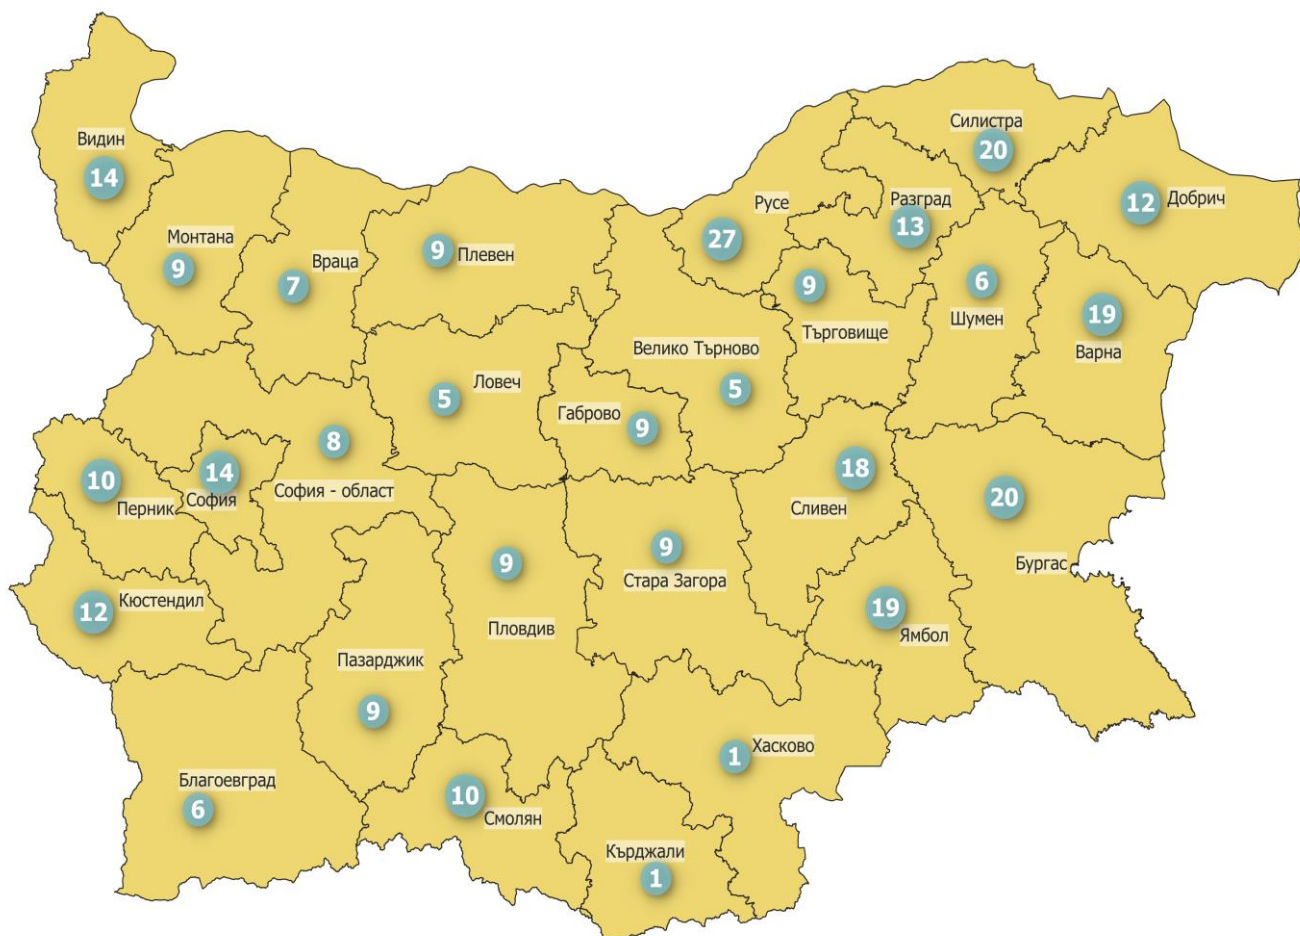 Силистра
20
Видин
14
Русе
27
Разград
13
12
Добрич
Монтана
9
Враца
7
9
Плевен
9
Търговище
6
Шумен
19
Варна
Велико Търново
5
Ловеч
5
Габрово
9
8
София - област
14
София
10
Перник
18
Сливен
20
Бургас
9
Стара Загора
9
Пловдив
12
Кюстендил
19
Ямбол
Пазарджик
9
Хасково
1
Благоевград
6
10
Смолян
Кърджали
1